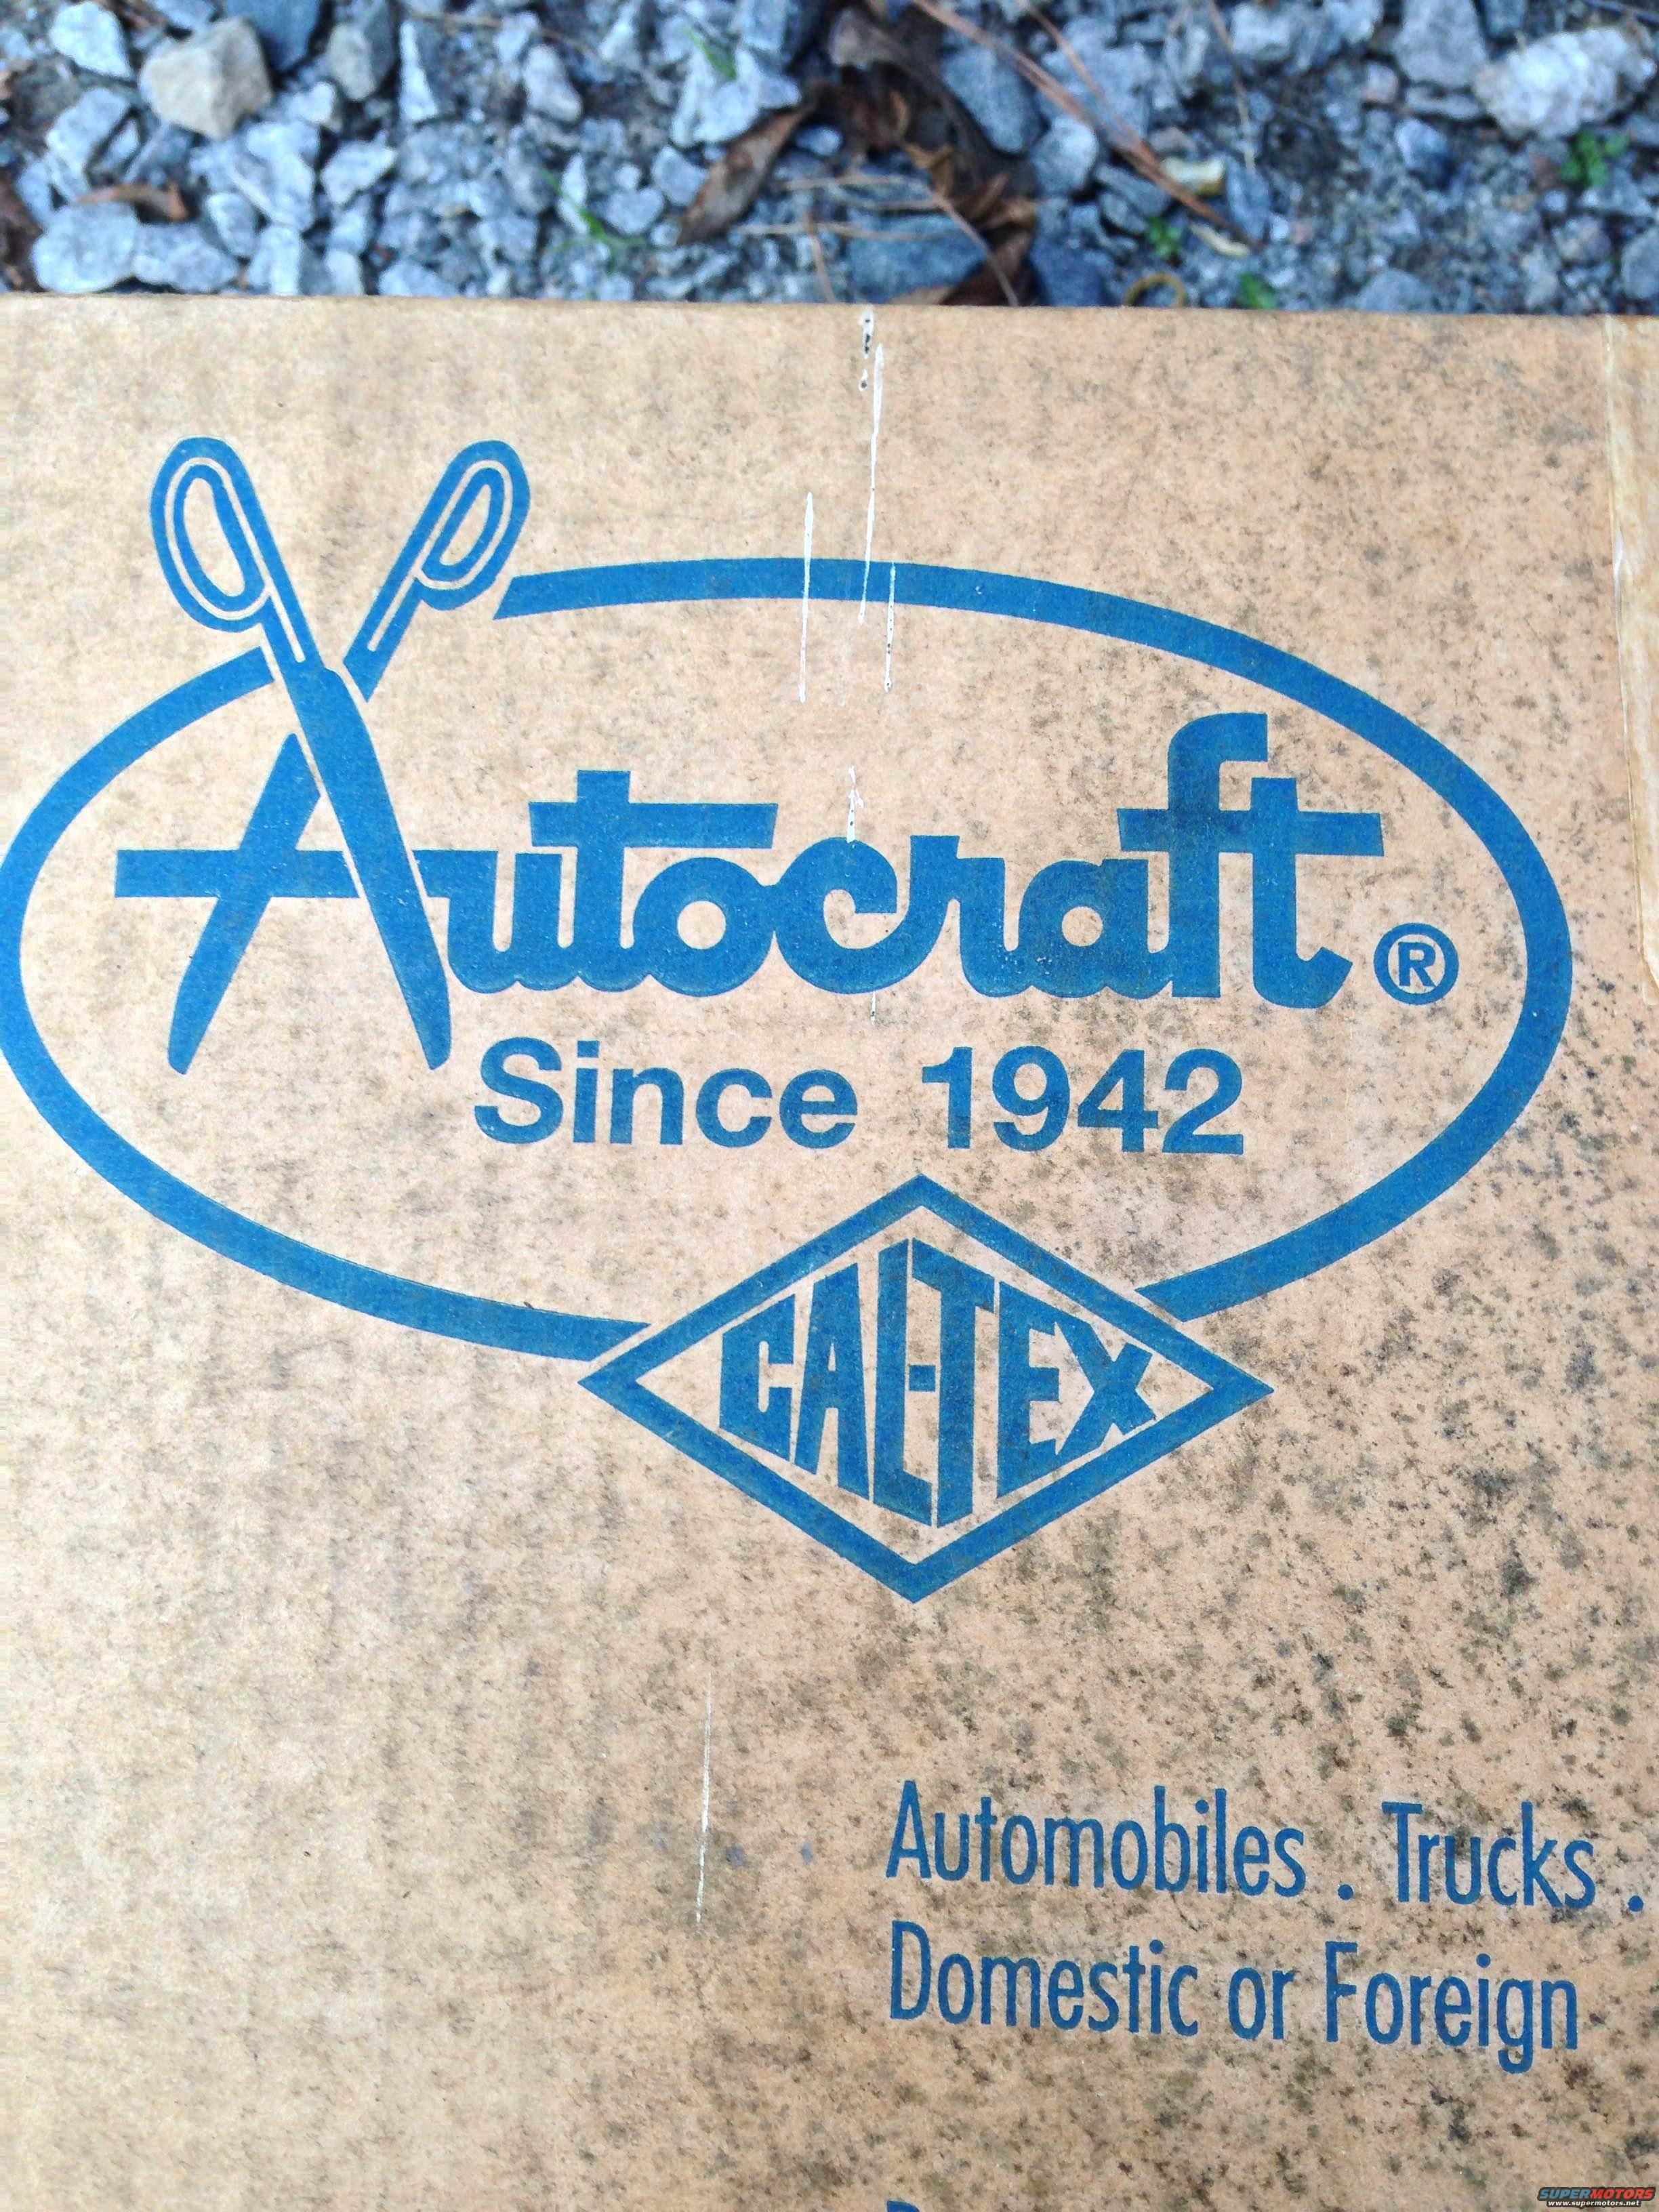 Autocraft ®
Since 1942
CAL-TEX
Automobiles . Trucks .
Domestic or Foreign
SUPERMOTORS
www.supermotors.net